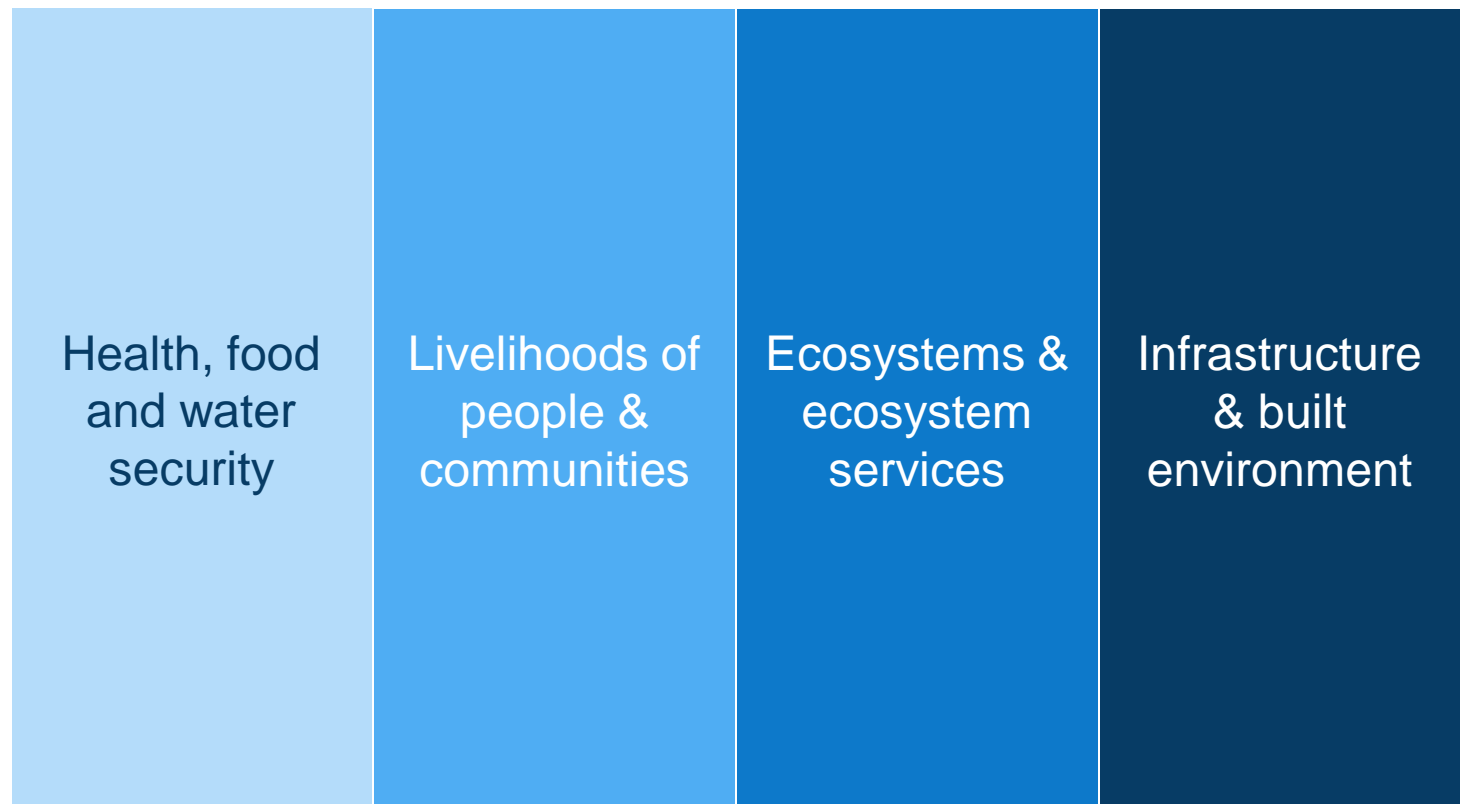 Health, food
and water
security
Livelihoods of
people &
communities
Ecosystems &
ecosystem
services
Infrastructure
& built
environment